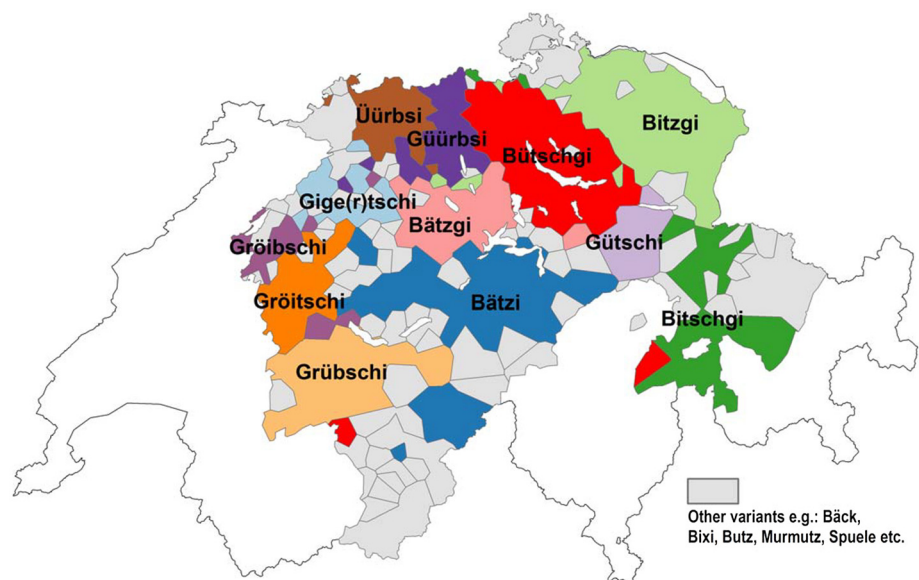 Üürbsi
Güürbsi
Bütschgi
Bitzgi
Gige(r)tschi
Bätzgi
Gröibschi
Gütschi
Gröitschi
Bätzi
Bitschgi
Grübschi
Other variants e.g.: Bäck,
Bixi, Butz, Murmutz, Spuele etc.